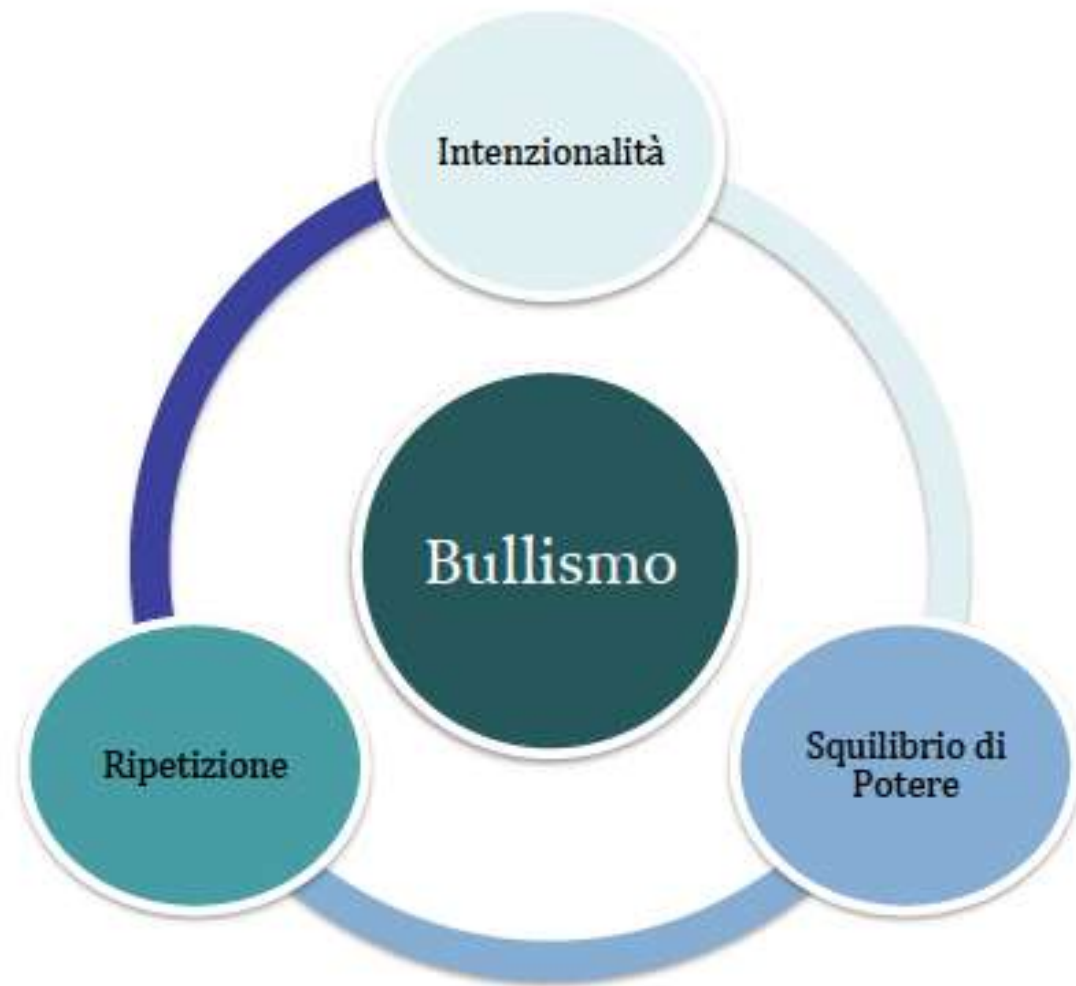 Intenzionalità
Bullismo
Ripetizione
Squilibrio di
Potere